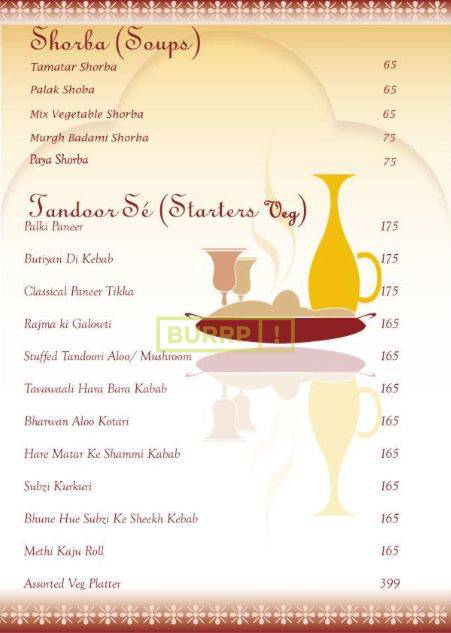 Shorba (Soups)
Tamatar Shorba 65
Palak Shoba 65
Mix Vegetable Shorba 65
Murgh Badami Shorba 75
Paya Shorba 75
Tandoor Sé (Starters Veg)
Palki Paneer 175
Butiyan Di Kebab 175
Classical Paneer Tikka 175
Rajma ki Galowti 165
BURRP !
Stuffed Tandoori Aloo/ Mushroom 165
Tavawaali Hara Bara Kabab 165
Bharwan Aloo Kotari 165
Hare Matar Ke Shammi Kabab 165
Subzi Kurkuri 165
Bhune Hue Subzi Ke Sheekh Kebab 165
Methi Kaju Roll 165
Assorted Veg Platter 399